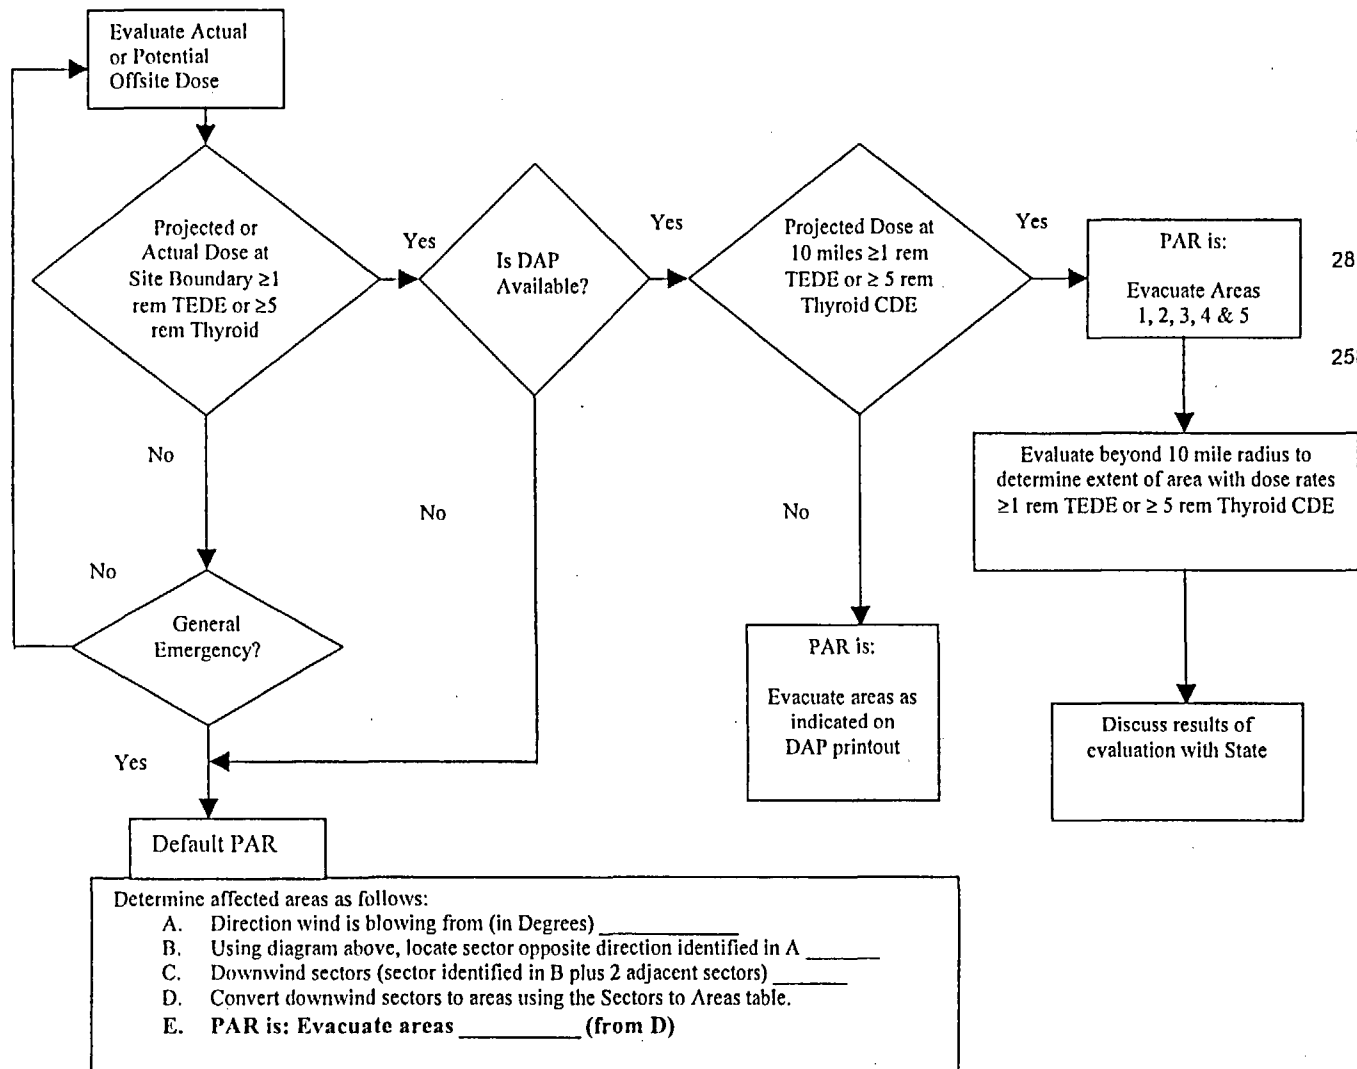 Evaluate Actual
or Potential
Offsite Dose
Projected or
Actual Dose at
Site Boundary ≥1
rem TEDE or ≥5
rem Thyroid
Yes
Is DAP
Available?
Yes
Projected Dose at
10 miles ≥1 rem
TEDE or ≥ 5 rem
Thyroid CDE
Yes
PAR is:
Evacuate Areas
1, 2, 3, 4 & 5
28
25
No
No
No
Evaluate beyond 10 mile radius to
determine extent of area with dose rates
≥1 rem TEDE or ≥ 5 rem Thyroid CDE
No
General
Emergency?
PAR is:
Evacuate areas as
indicated on
DAP printout
Discuss results of
evaluation with State
Yes
Default PAR
Determine affected areas as follows:
A. Direction wind is blowing from (in Degrees) ____________
B. Using diagram above, locate sector opposite direction identified in A ______
C. Downwind sectors (sector identified in B plus 2 adjacent sectors) ________
D. Convert downwind sectors to areas using the Sectors to Areas table.
E. PAR is: Evacuate areas _________ (from D)